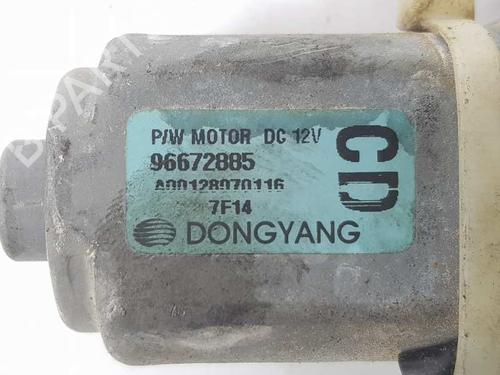 P/W MOTOR DC 12V
96672885
A00128070116
7F14
DONGYANG
CD